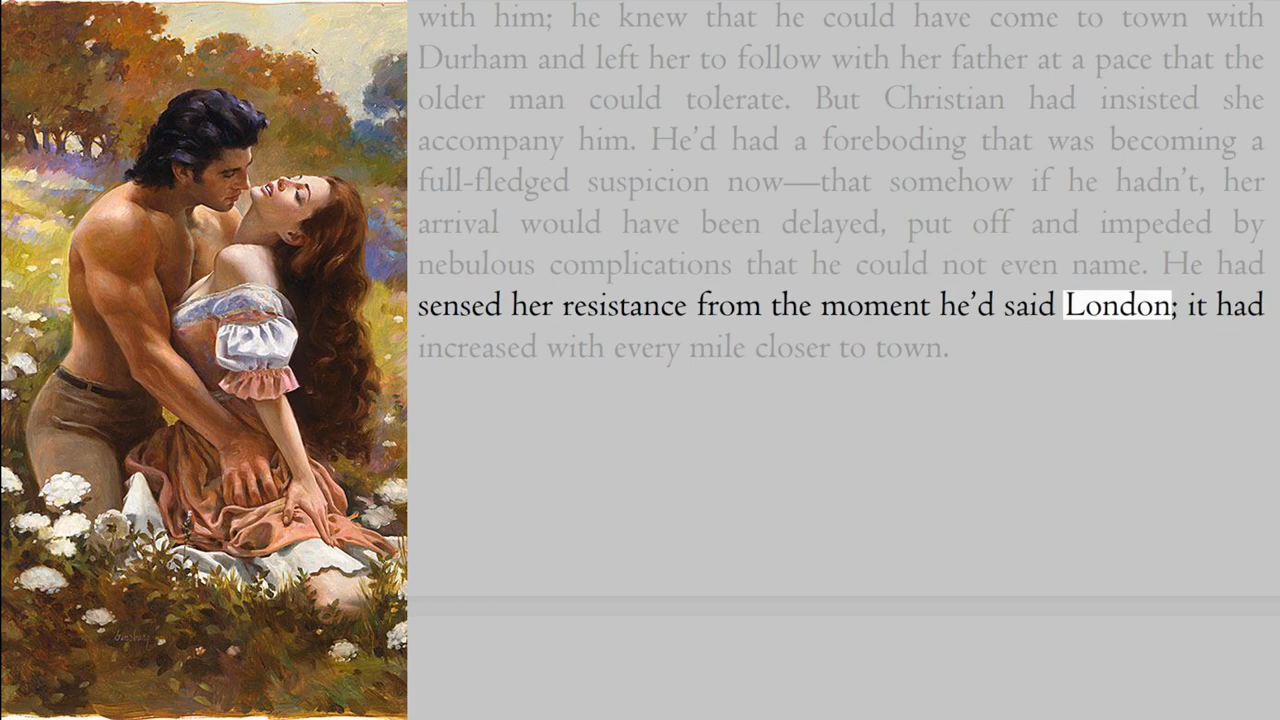 with him; he knew that he could have come to town with
Durham and left her to follow with her father at a pace that the
older man could tolerate. But Christian had insisted she
accompany him. He’d had a foreboding that was becoming a
full-fledged suspicion now—that somehow if he hadn’t, her
arrival would have been delayed, put off and impeded by
nebulous complications that he could not even name. He had
sensed her resistance from the moment he’d said London; it had
increased with every mile closer to town.